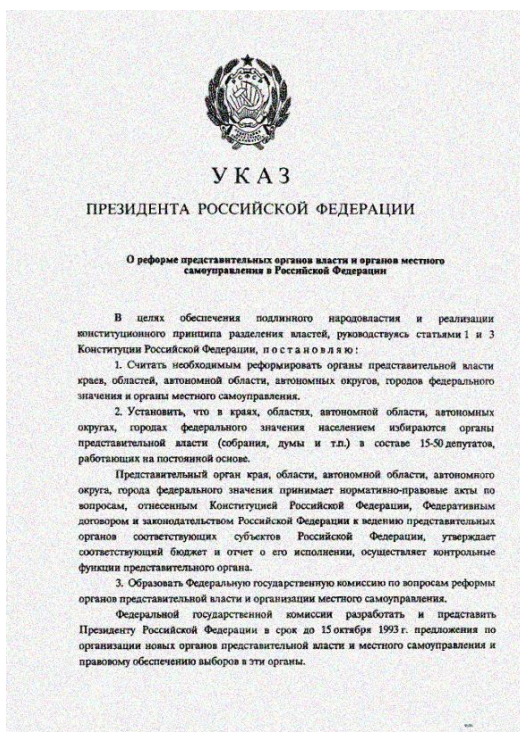 УКАЗ
ПРЕЗИДЕНТА РОССИЙСКОЙ ФЕДЕРАЦИИ
О реформе представительных органов власти и органов местного
самоуправления в Российской Федерации
В целях обеспечения подлинного народовластия и реализации
конституционного принципа разделения властей, руководствуясь статьями 1 и 3
Конституции Российской Федерации, п о с т а н о в л я ю :
1. Считать необходимым реформировать органы представительной власти
краев, областей, автономной области, автономных округов, городов федерального
значения и органы местного самоуправления.
2. Установить, что в краях, областях, автономной области, автономных
округах, городах федерального значения населением избираются органы
представительной власти (собрания, думы и т.п.) в составе 15-50 депутатов,
работающих на постоянной основе.
Представительный орган края, области, автономной области, автономного
округа, города федерального значения принимает нормативно-правовые акты по
вопросам, отнесенным Конституцией Российской Федерации, Федеративным
договором и законодательством Российской Федерации к ведению представительных
органов соответствующих субъектов Российской Федерации, утверждает
соответствующий бюджет и отчет о его исполнении, осуществляет контрольные
функции представительного органа.
3. Образовать Федеральную государственную комиссию по вопросам реформы
органов представительной власти и организации местного самоуправления.
Федеральной государственной комиссии разработать и представить
Президенту Российской Федерации в срок до 15 октября 1993 г. предложения по
организации новых органов представительной власти и местного самоуправления и
правовому обеспечению выборов в эти органы.